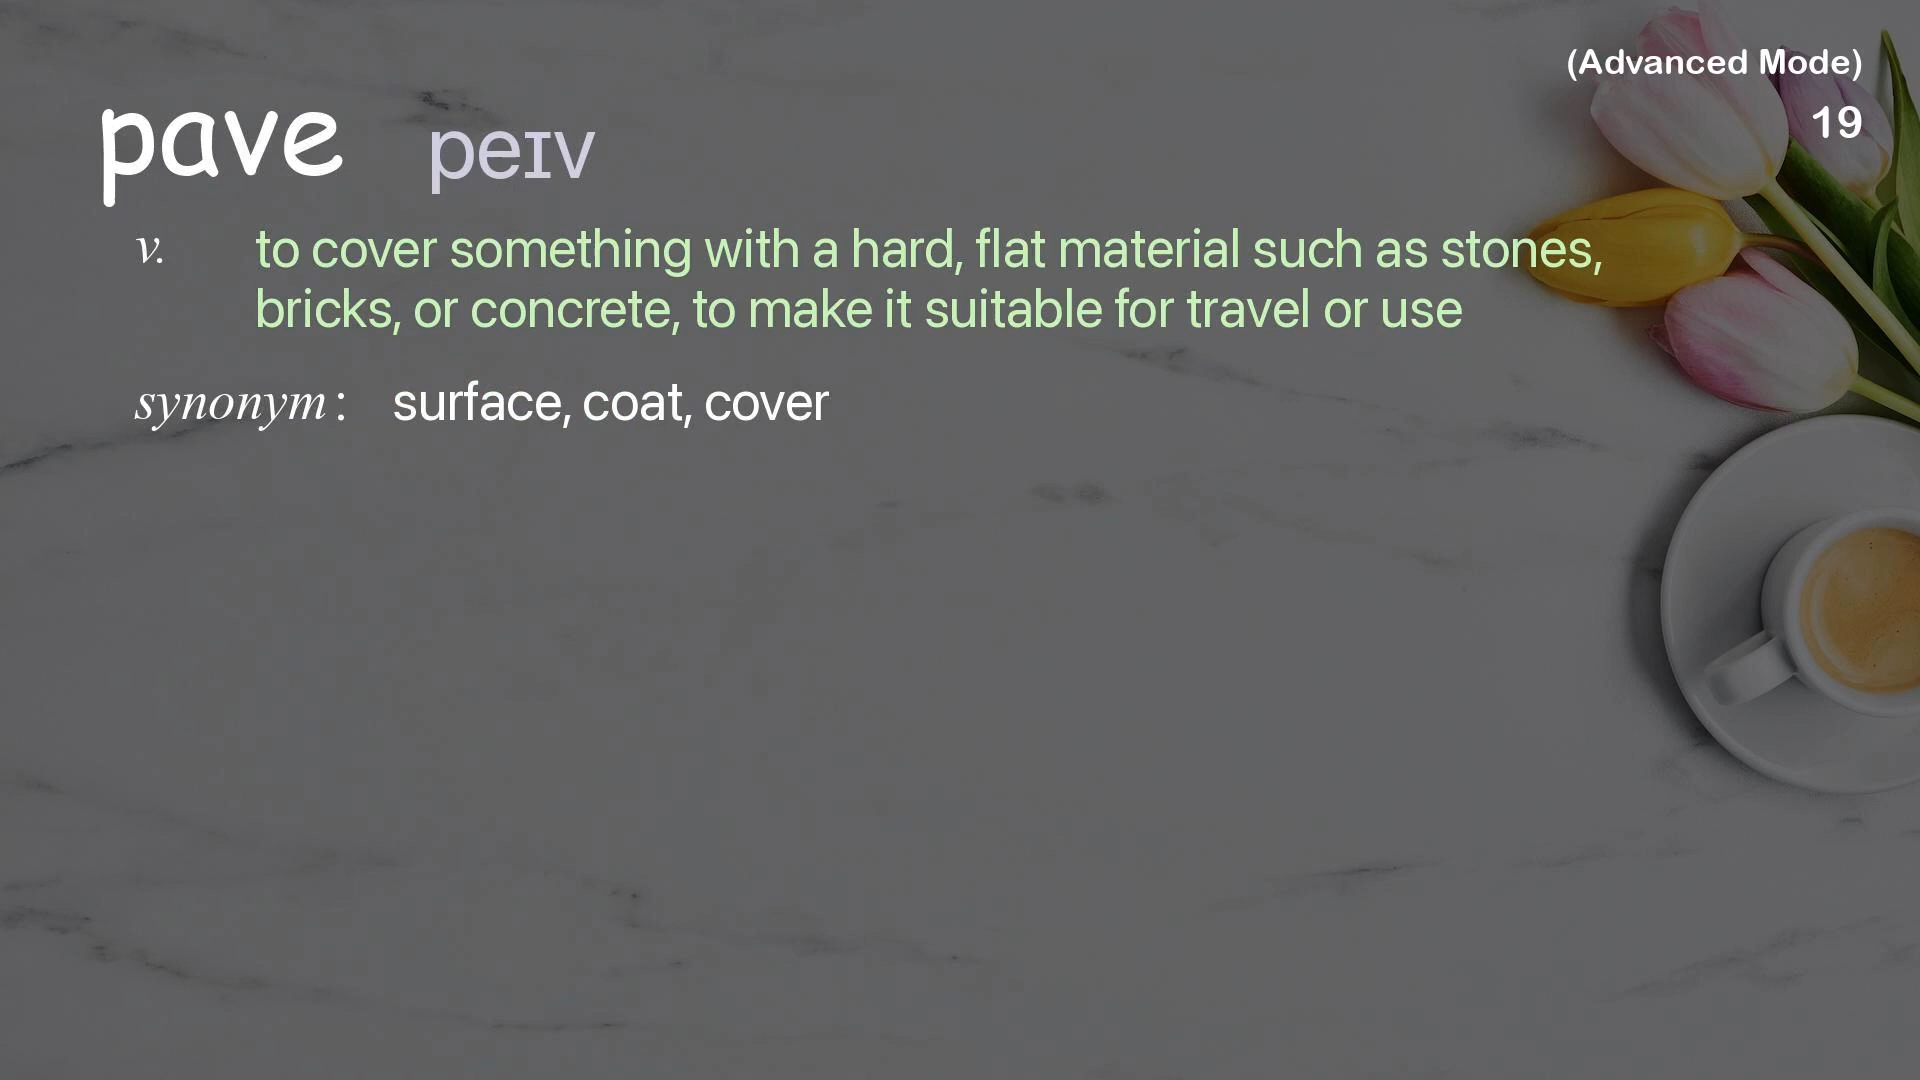 (Advanced Mode)
19
pave peɪv
v. to cover something with a hard, flat material such as stones,
bricks, or concrete, to make it suitable for travel or use
synonym : surface, coat, cover